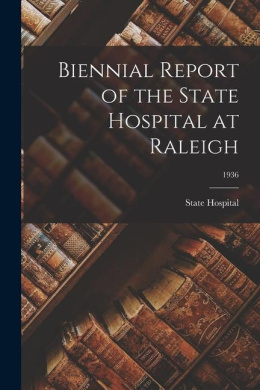 Biennial Report
of the State
Hospital at
Raleigh
1936
State Hospital